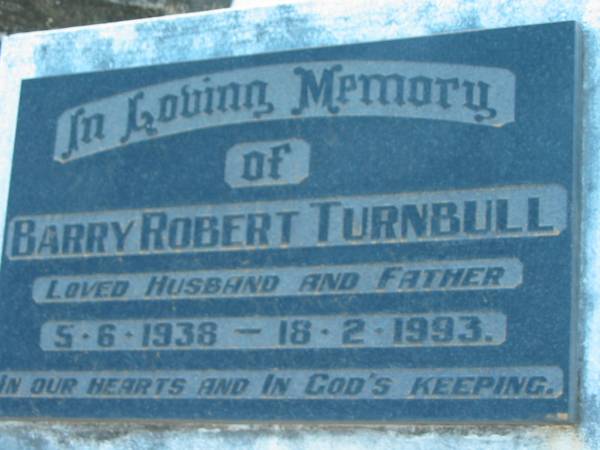 In Loving Memory
of
BARRY ROBERT TURNBULL
LOVED HUSBAND AND FATHER
5·6·1938 — 18·2·1993.
IN OUR HEARTS AND IN GOD'S KEEPING.